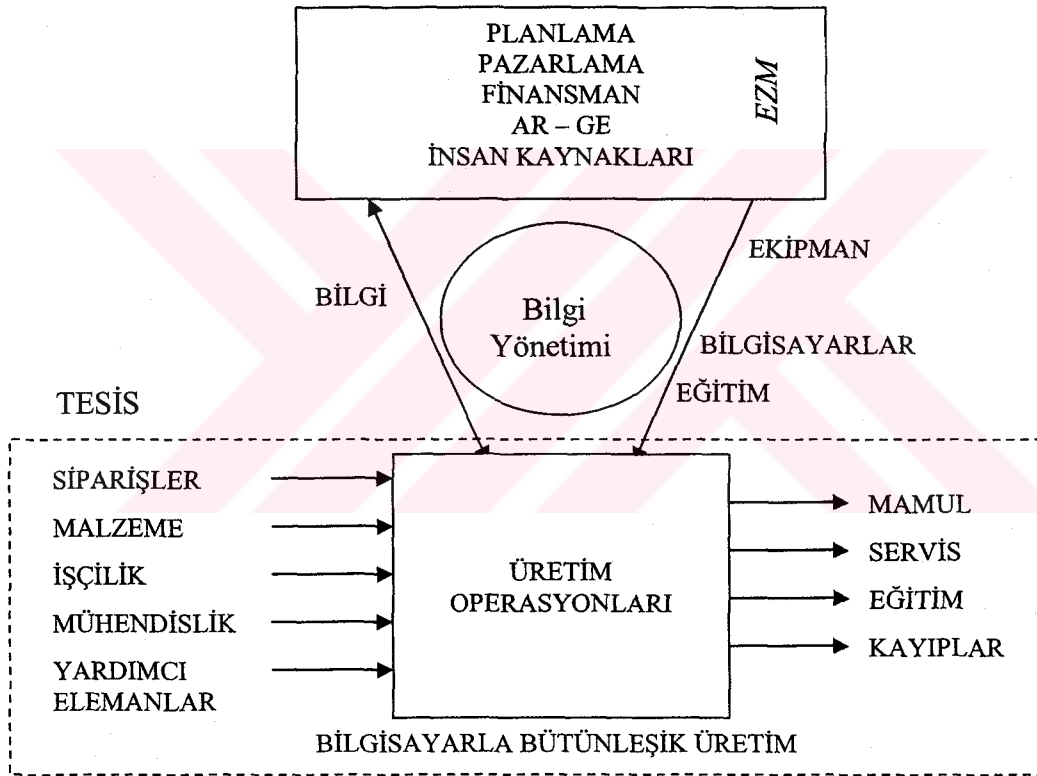 PLANLAMA
PAZARLAMA
FİNANSMAN
AR – GE
İNSAN KAYNAKLARI
EZM
BİLGİ
Bilgi
Yönetimi
EKİPMAN
BİLGİSAYARLAR
EĞİTİM
TESİS
SİPARİŞLER
MALZEME
İŞÇİLİK
MÜHENDİSLİK
YARDIMCI
ELEMANLAR
ÜRETİM
OPERASYONLARI
MAMUL
SERVİS
EĞİTİM
KAYIPLAR
BİLGİSAYARLA BÜTÜNLEŞİK ÜRETİM